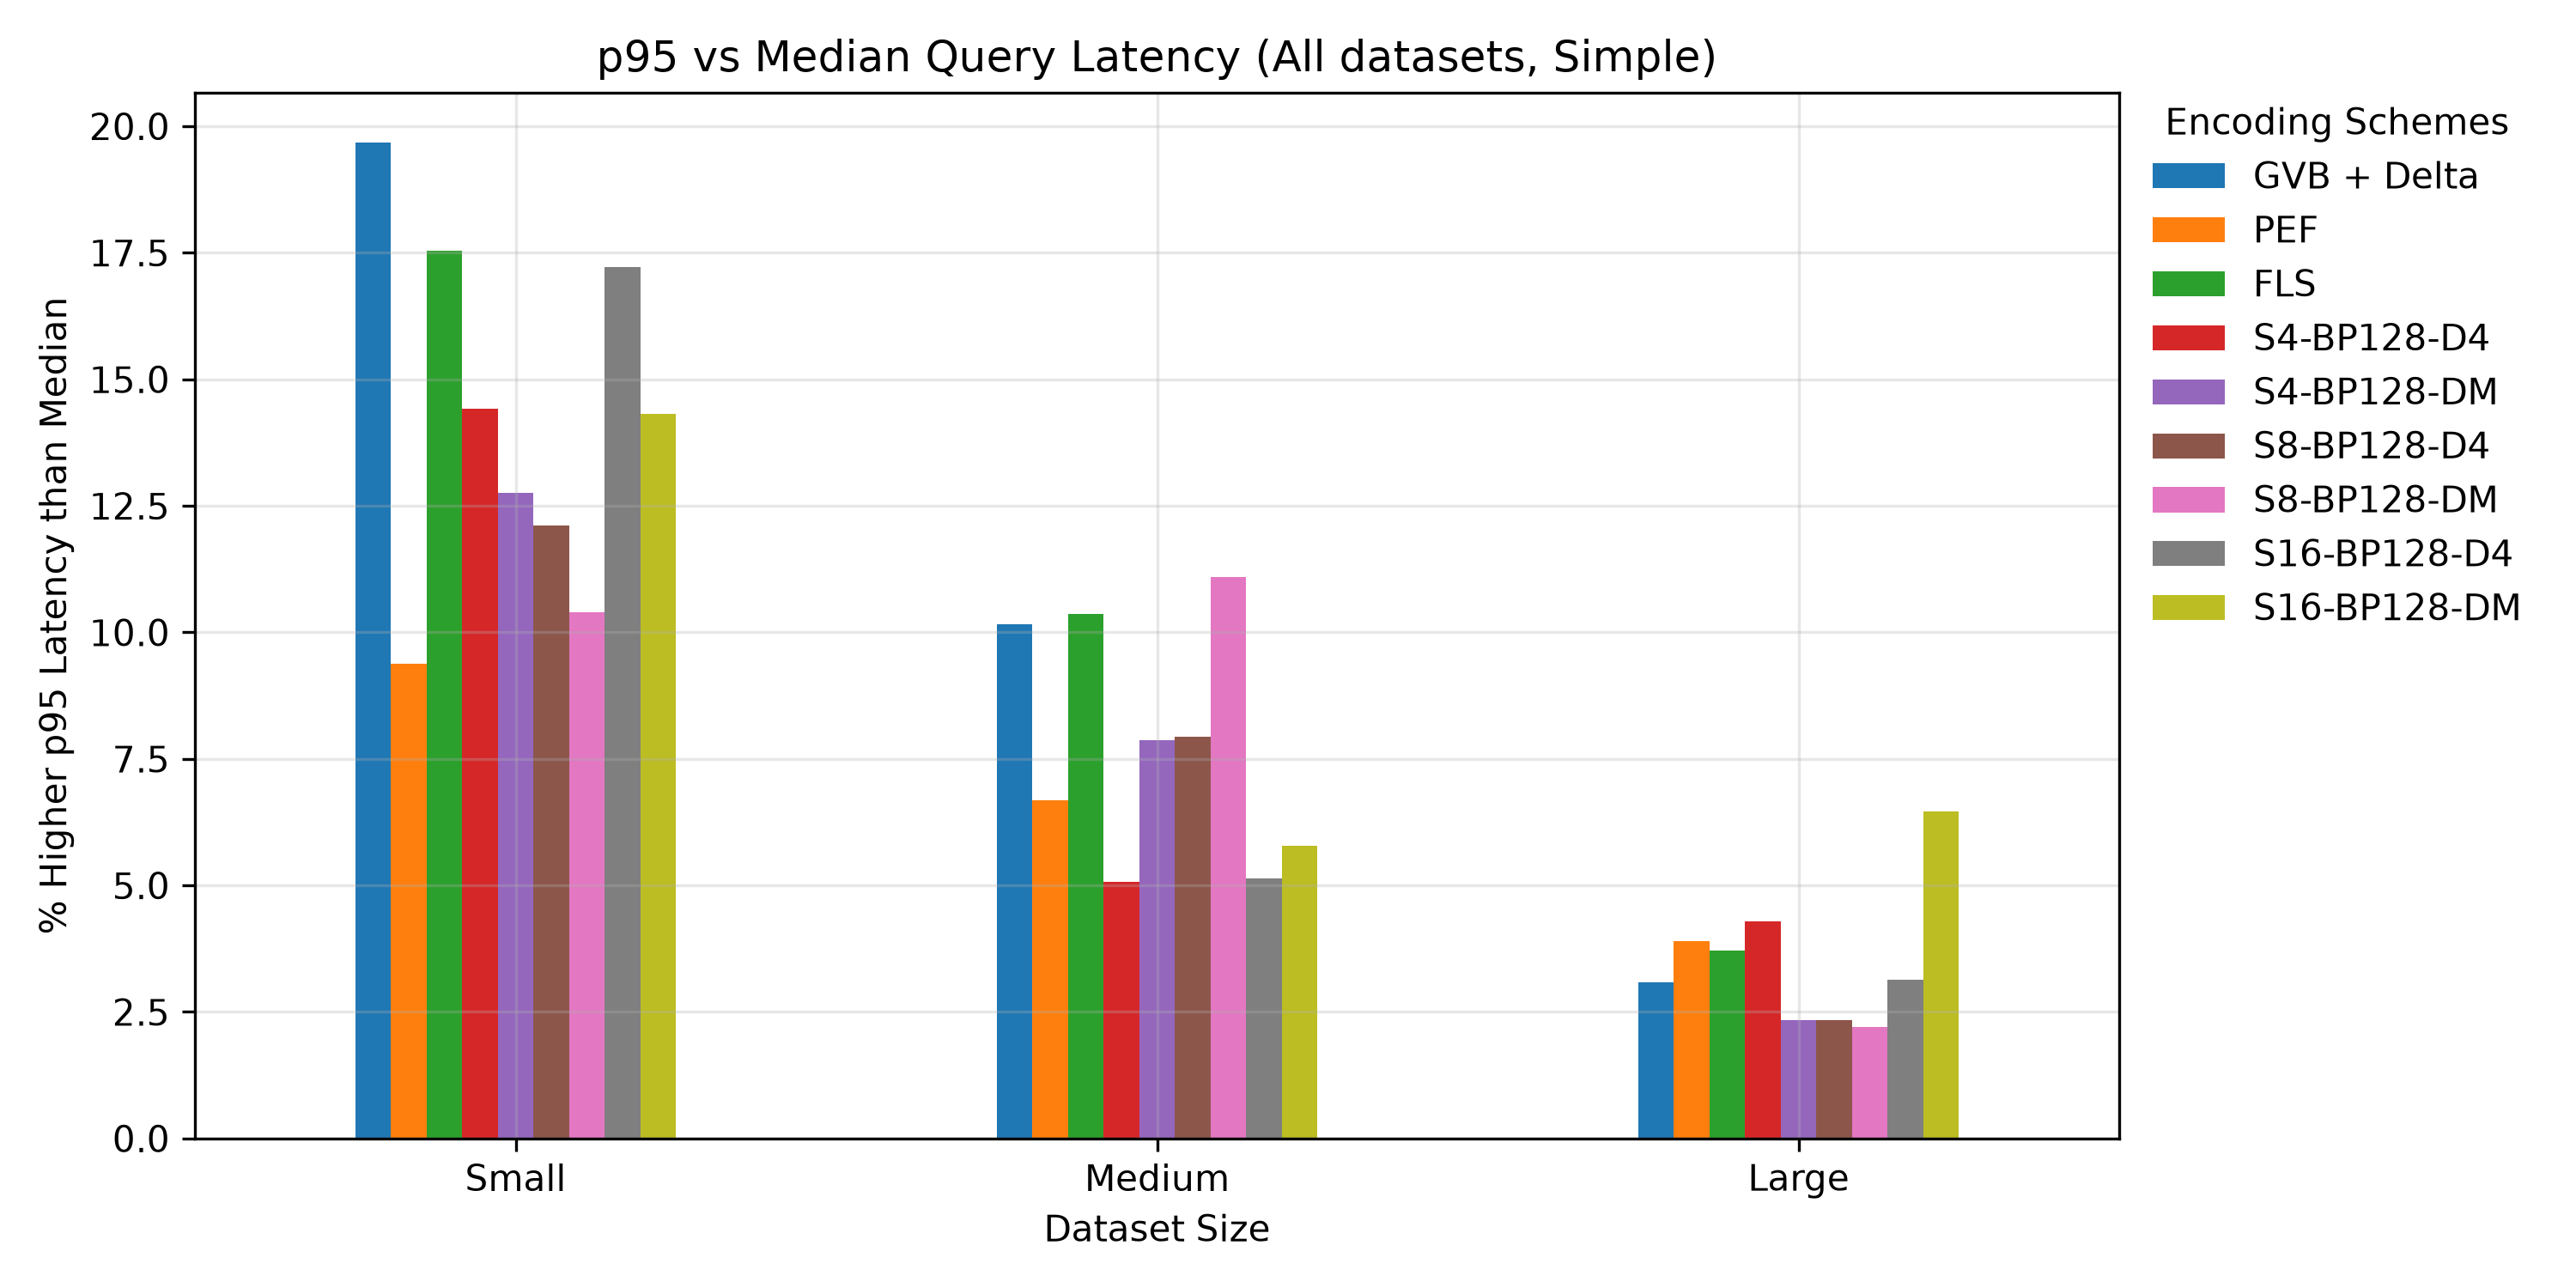 p95 vs Median Query Latency (All datasets, Simple)
% Higher p95 Latency than Median
20.0
17.5
15.0
12.5
10.0
7.5
5.0
2.5
0.0
Small
Medium
Large
Dataset Size
Encoding Schemes
GVB + Delta
PEF
FLS
S4-BP128-D4
S4-BP128-DM
S8-BP128-D4
S8-BP128-DM
S16-BP128-D4
S16-BP128-DM